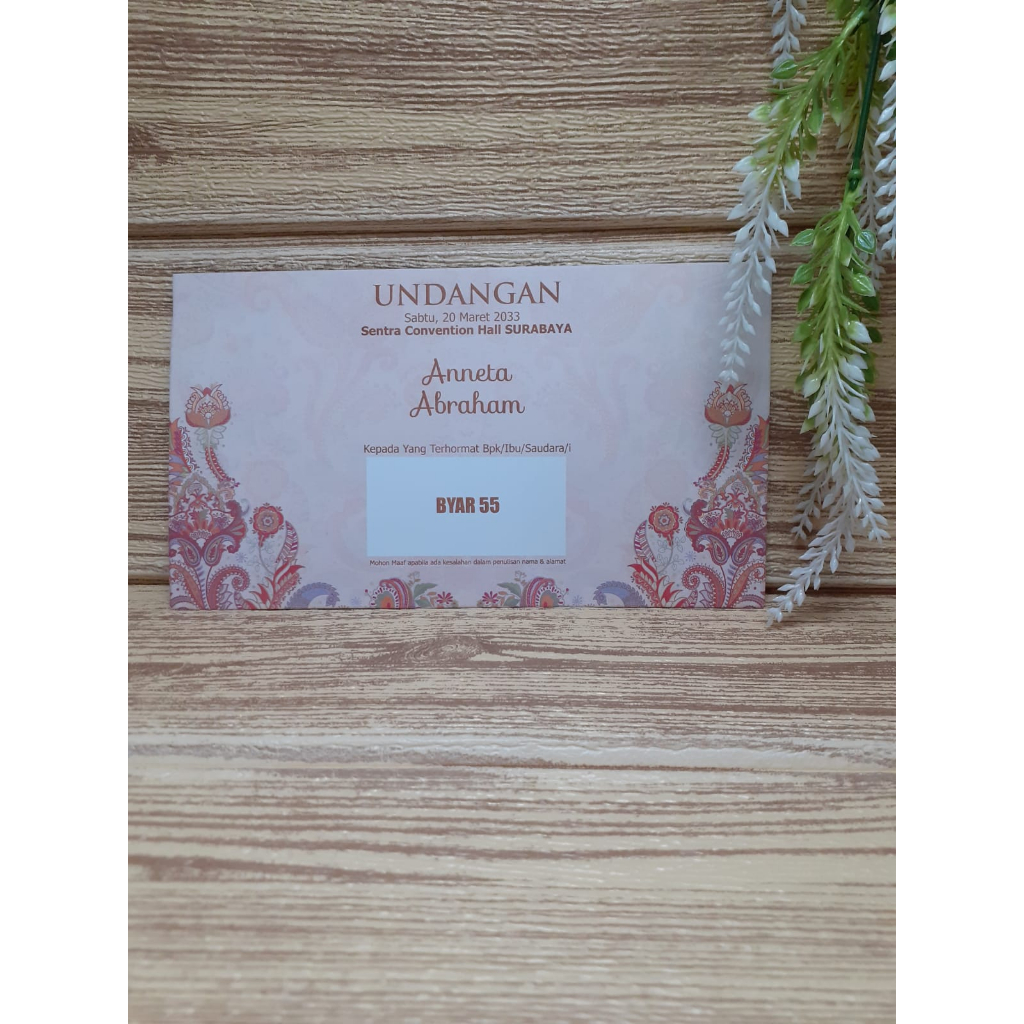 UNDANGAN
Sabtu, 20 Maret 2033
Sentra Convention Hall SURABAYA
Anneta
Abraham
Kepada Yang Terhormat Bpk/Ibu/Saudara/i
BYAR 55
Mohon Maaf apabila ada kesalahan dalam penulisan nama & alamat